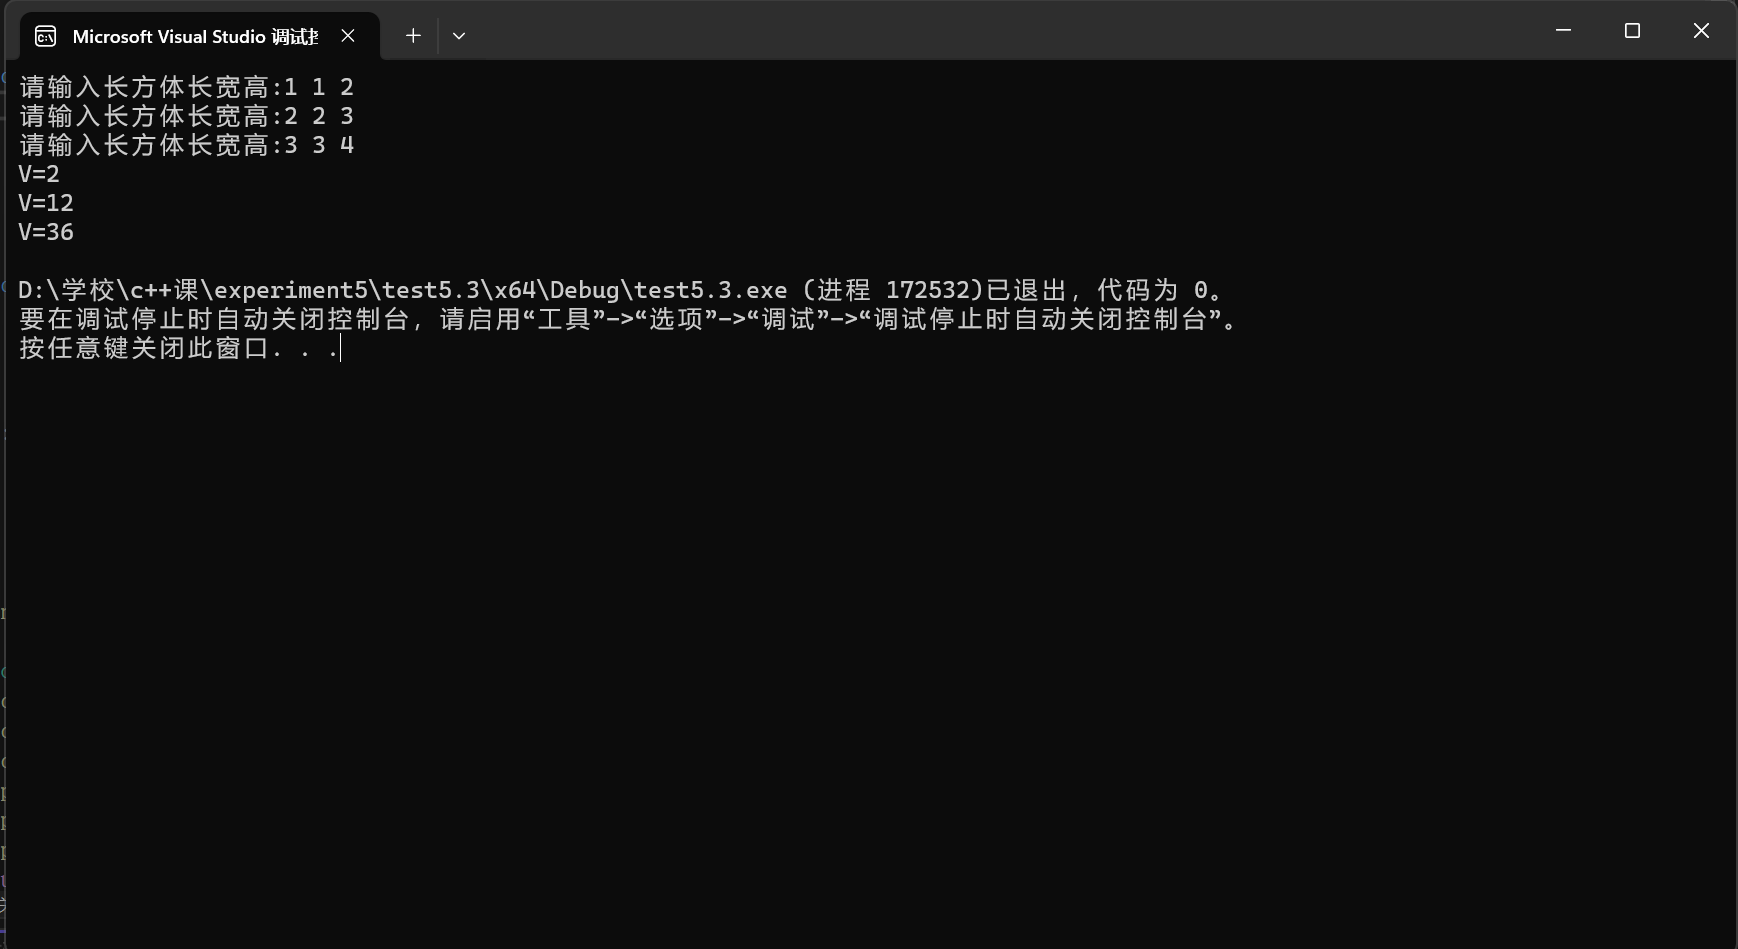 Microsoft Visual Studio 调试
请输入长方体长宽高:1 1 2
请输入长方体长宽高:2 2 3
请输入长方体长宽高:3 3 4
V=2
V=12
V=36
D:\学校\c++课\experiment5\test5.3\x64\Debug\test5.3.exe (进程 172532)已退出，代码为 0。
要在调试停止时自动关闭控制台，请启用“工具”->“选项”->“调试”->“调试停止时自动关闭控制台”。
按任意键关闭此窗口. . .